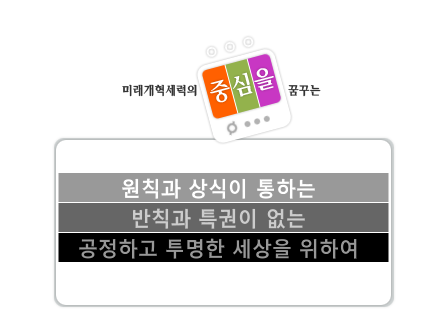 미래개혁세력의 중심을 꿈꾸는
원칙과 상식이 통하는
반칙과 특권이 없는
공정하고 투명한 세상을 위하여